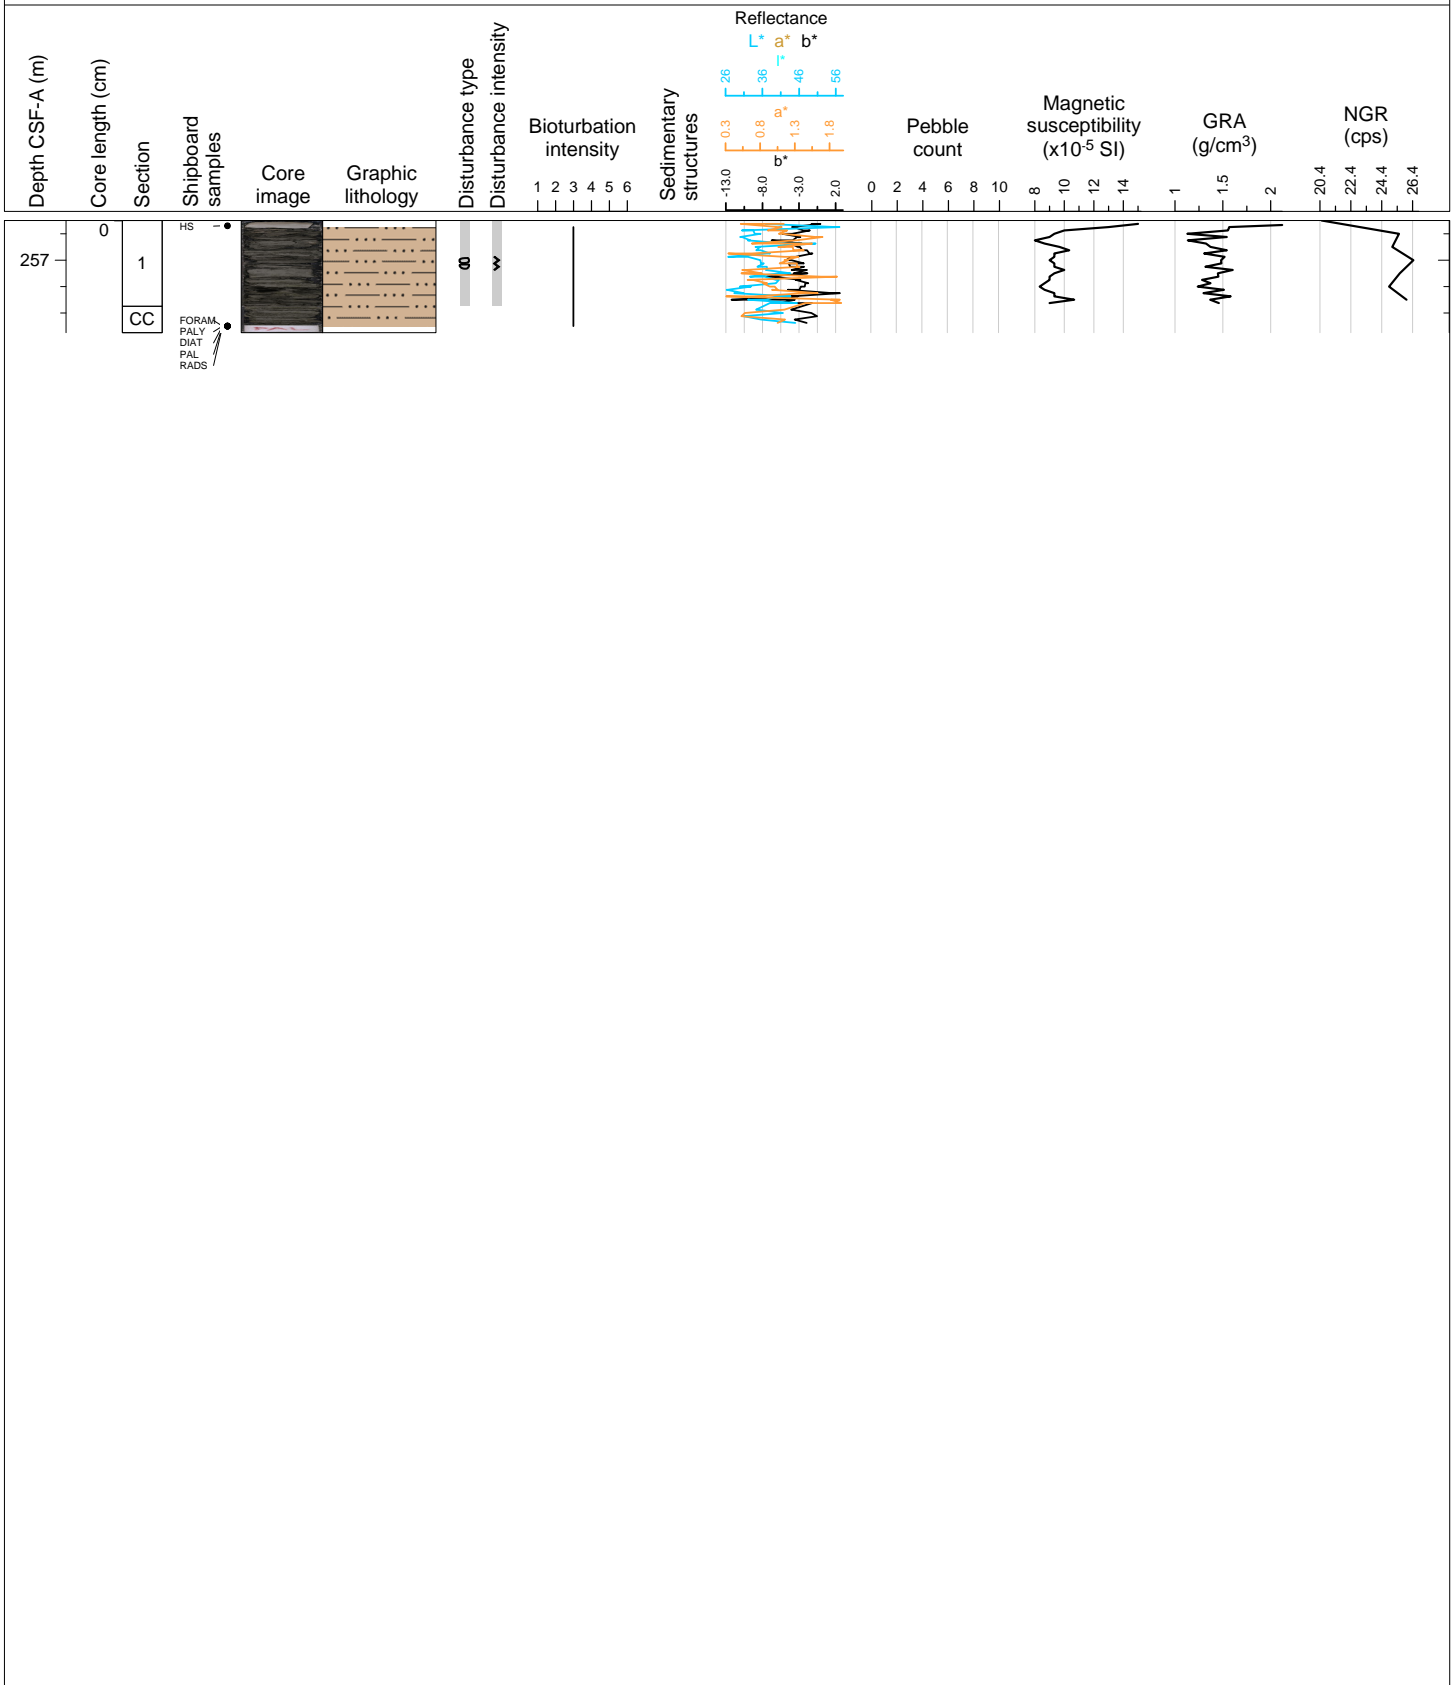 Depth CSF-A (m)
Core length (cm)
Section
Shipboard
samples
Core
image
Graphic
lithology
Disturbance type
Disturbance intensity
Bioturbation
intensity
1 2 3 4 5 6
Sedimentary
structures
Reflectance
L* a* b*
l*
26 36 46 56
a*
0.3 0.8 1.3 1.8
b*
-13.0 -8.0 -3.0 2.0
Pebble
count
0 2 4 6 8 10
Magnetic
susceptibility
(x10-5 SI)
8 10 12 14
GRA
(g/cm3)
1 1.5 2
NGR
(cps)
20.4 22.4 24.4 26.4
0
257
1
CC
HS
FORAM
PALY
DIAT
PAL
RADS